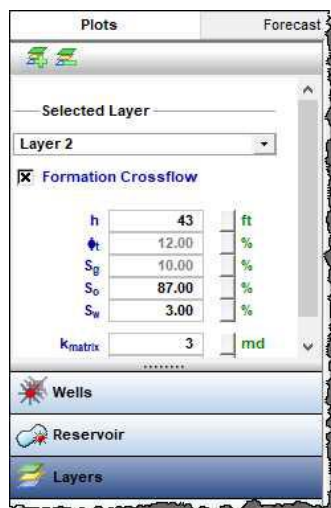 Plots Forecast
Selected Layer
Layer 2
Formation Crossflow
h 43 ft
ϕt 12.00 %
Sg 10.00 %
So 87.00 %
Sw 3.00 %
kmatrix 3 md
Wells
Reservoir
Layers